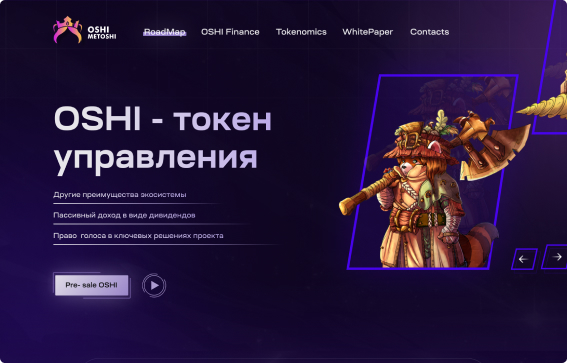 OSHI
METOSHI
RoadMap
OSHI Finance
Tokenomics
WhitePaper
Contacts
OSHI - токен
управления
Другие преимущества экосистемы
Пассивный доход в виде дивидендов
Право голоса в ключевых решениях проекта
Pre- sale OSHI